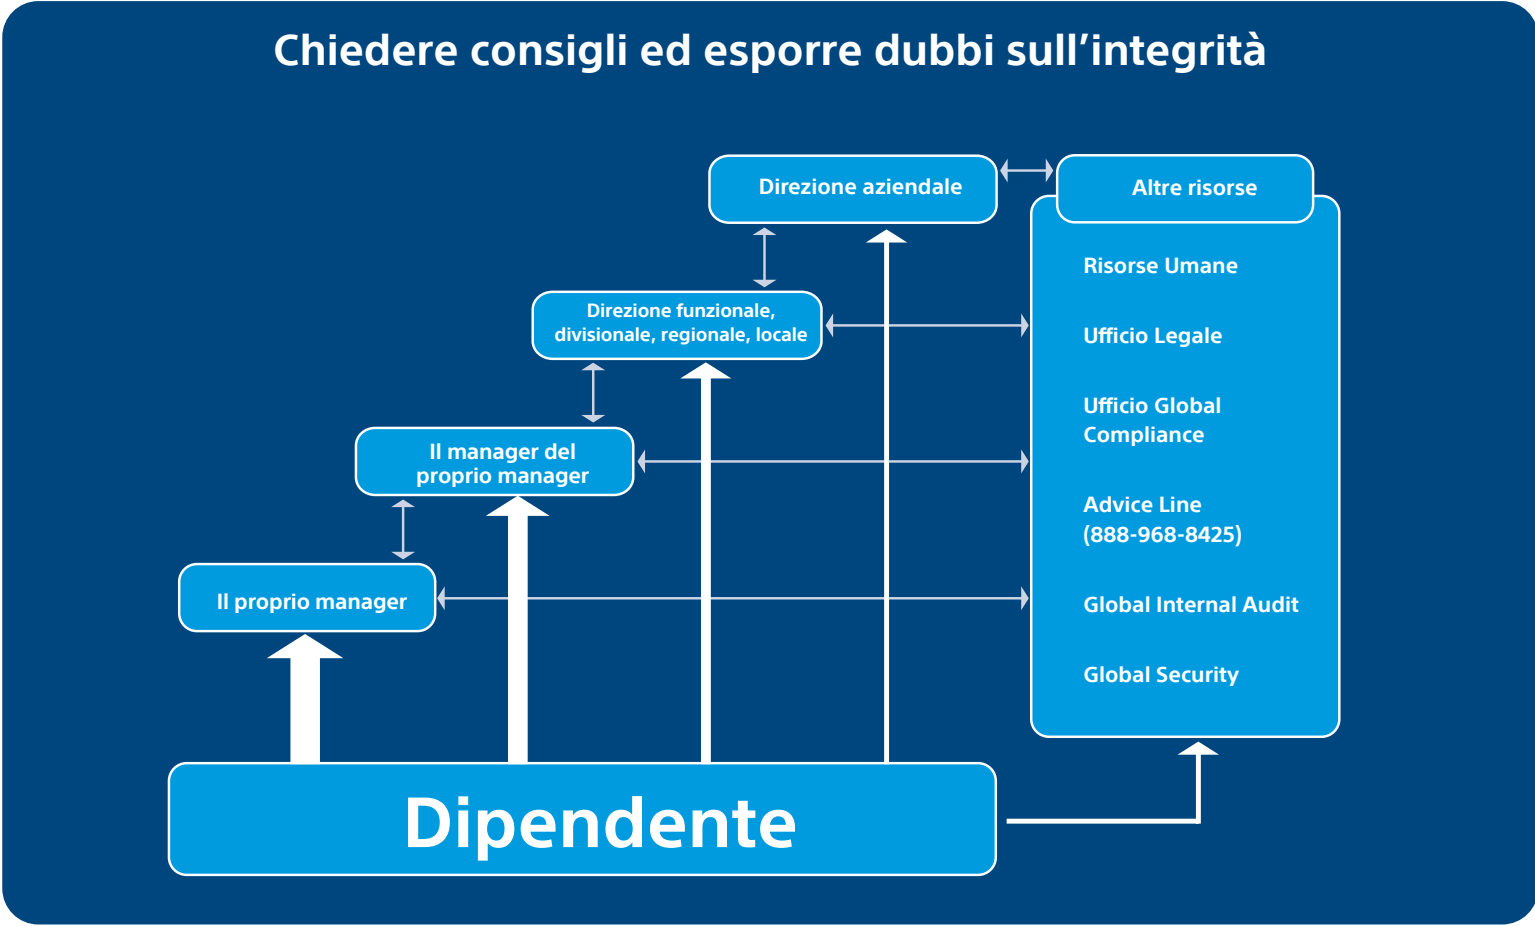 Chiedere consigli ed esporre dubbi sull’integrità
Direzione aziendale
Altre risorse
Risorse Umane
Direzione funzionale,
divisionale, regionale, locale
Ufficio Legale
Ufficio Global
Compliance
Il manager del
proprio manager
Advice Line
(888-968-8425)
Il proprio manager
Global Internal Audit
Global Security
Dipendente